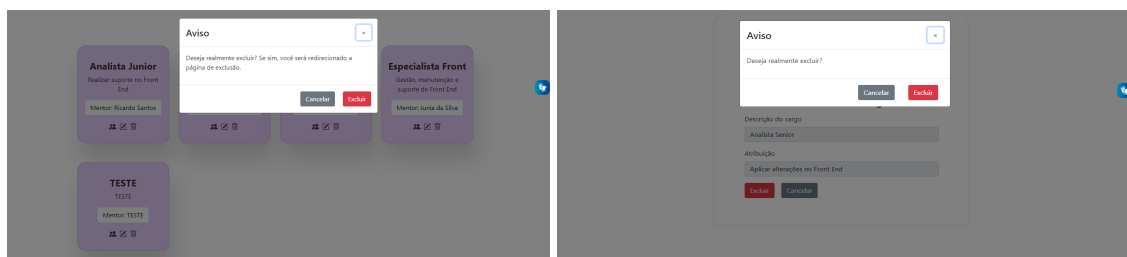 Aviso
×
Deseja realmente excluir? Se sim, você será redirecionado a
página de exclusão.
Cancelar Excluir
Analista Junior
Realizar suporte no Front
End
Mentor: Ricardo Santos
Especialista Front
Gestão, manutenção e
suporte de Front End
Mentor: Junia da Silva
TESTE
TESTE
Mentor: TESTE
Aviso
×
Deseja realmente excluir?
Cancelar Excluir
Descrição do cargo
Analista Senior
Atribuição
Aplicar alterações no Front End
Excluir Cancelar